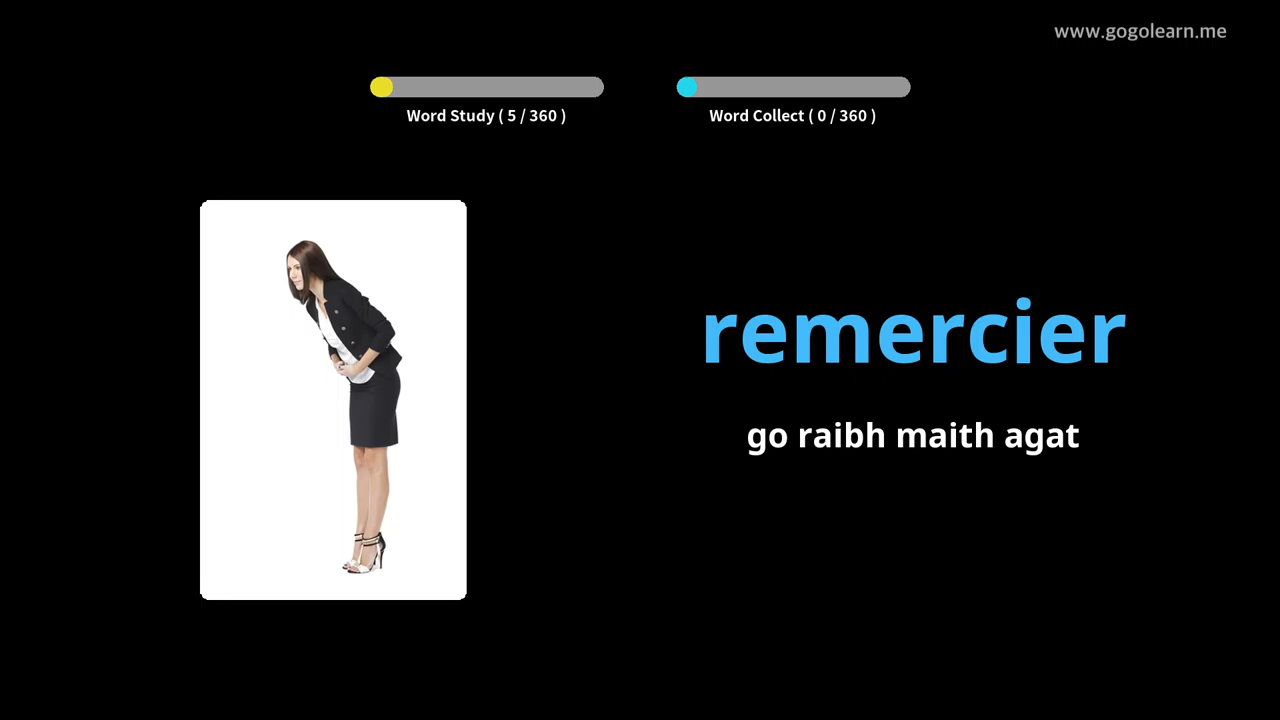 www.gogolearn.me
Word Study ( 5 / 360 )
Word Collect ( 0 / 360 )
remercier
go raibh maith agat